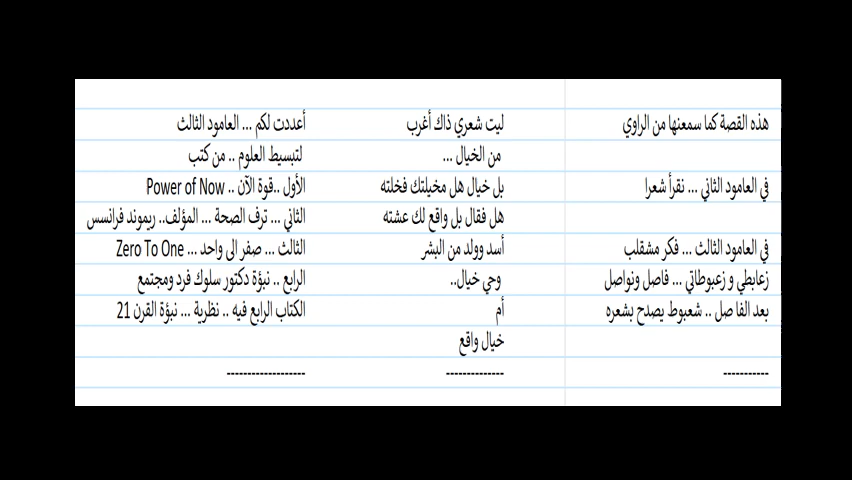 هذه القصة كما سمعنها من الراوي
في العامود الثاني ... نقرأ شعرا
في العامود الثالث ... فكر مشقلب
زعابطي و زعبوطاتي ... فاصل ونواصل
بعد الفا صل .. شعبوط يصدح بشعره
-----------
ليت شعري ذاك أغرب
من الخيال ...
بل خيال هل مخيلتك فخلته
هل فقال بل واقع لك عشته
أسد وولد من البشر
وحي خيال..
أم
خيال واقع
--------------
أعددت لكم ... العامود الثالث
لتبسيط العلوم .. من كتب
الأول ..قوة الآن .. Power of Now
الثاني ... ترف الصحة ... المؤلف.. ريموند فرانسس
الثالث ... صفر الى واحد ... Zero To One
الرابع .. نبؤة دكتور سلوك فرد ومجتمع
الكتاب الرابع فيه .. نظرية ... نبؤة القرن 21
-------------------